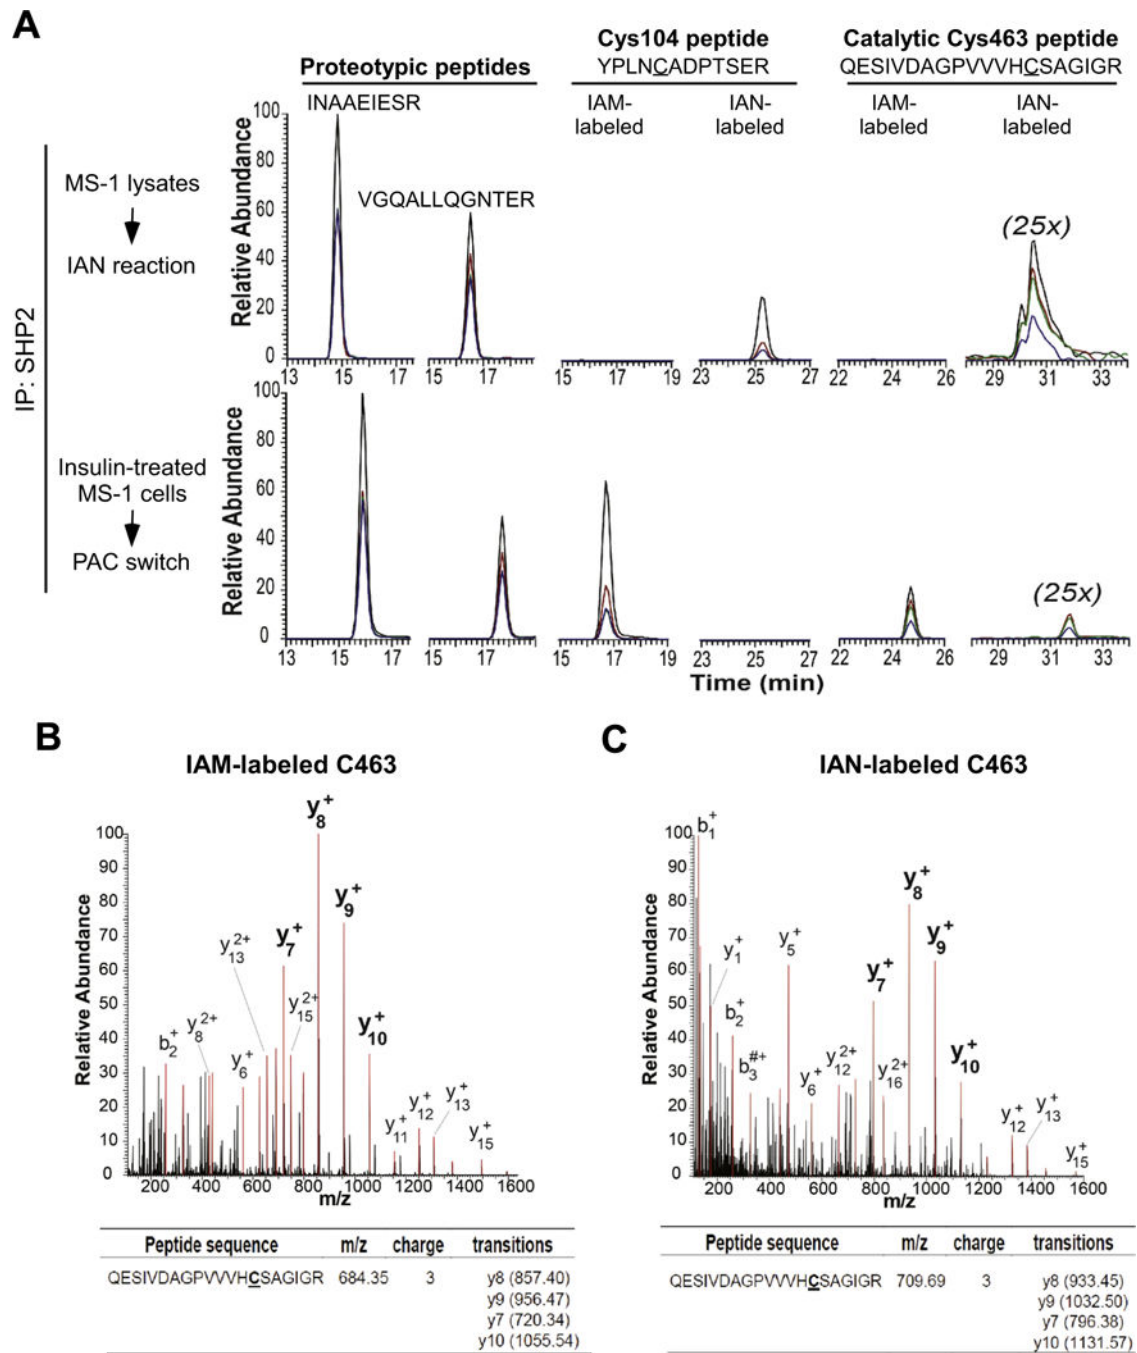 A
Proteotypic peptides
Cys104 peptide
Catalytic Cys463 peptide
YPLNCADPTSER
QESIVDAGPVVVHCSAGIGR
INAAEIESR
IAM-
labeled
IAN-
labeled
IAM-
labeled
IAN-
labeled
IP: SHP2
MS-1 lysates
IAN reaction
Relative Abundance
100
80
60
40
20
0
VGQALLQGNTER
(25x)
13 15 17
15 17
15 17 19
23 25 27
22 24 26
29 31 33
Insulin-treated
MS-1 cells
PAC switch
Relative Abundance
100
80
60
40
20
0
(25x)
13 15 17
17
15 17 19
23 25 27
22 24 26
29 31 33
Time (min)
B
IAM-labeled C463
Relative Abundance
100
90
80
70
60
50
40
30
20
10
0
b2+
y8 2+
y13 2+
y6+
y7+
y15 2+
y8+
y9+
y10+
y11+
y12+
y13+
y15+
200 400 600 800 1000 1200 1400 1600
m/z
Peptide sequence m/z charge transitions
QESIVDAGPVVVHCSAGIGR 684.35 3 y8 (857.40)
y9 (956.47)
y7 (720.34)
y10 (1055.54)
C
IAN-labeled C463
Relative Abundance
100
90
80
70
60
50
40
30
20
10
0
b1+
y1+
b2+
b3#+
y5+
y6+
y12 2+
y7+
y16 2+
y8+
y9+
y10+
y12+
y13+
y15+
200 400 600 800 1000 1200 1400 1600
m/z
Peptide sequence m/z charge transitions
QESIVDAGPVVVHCSAGIGR 709.69 3 y8 (933.45)
y9 (1032.50)
y7 (796.38)
y10 (1131.57)